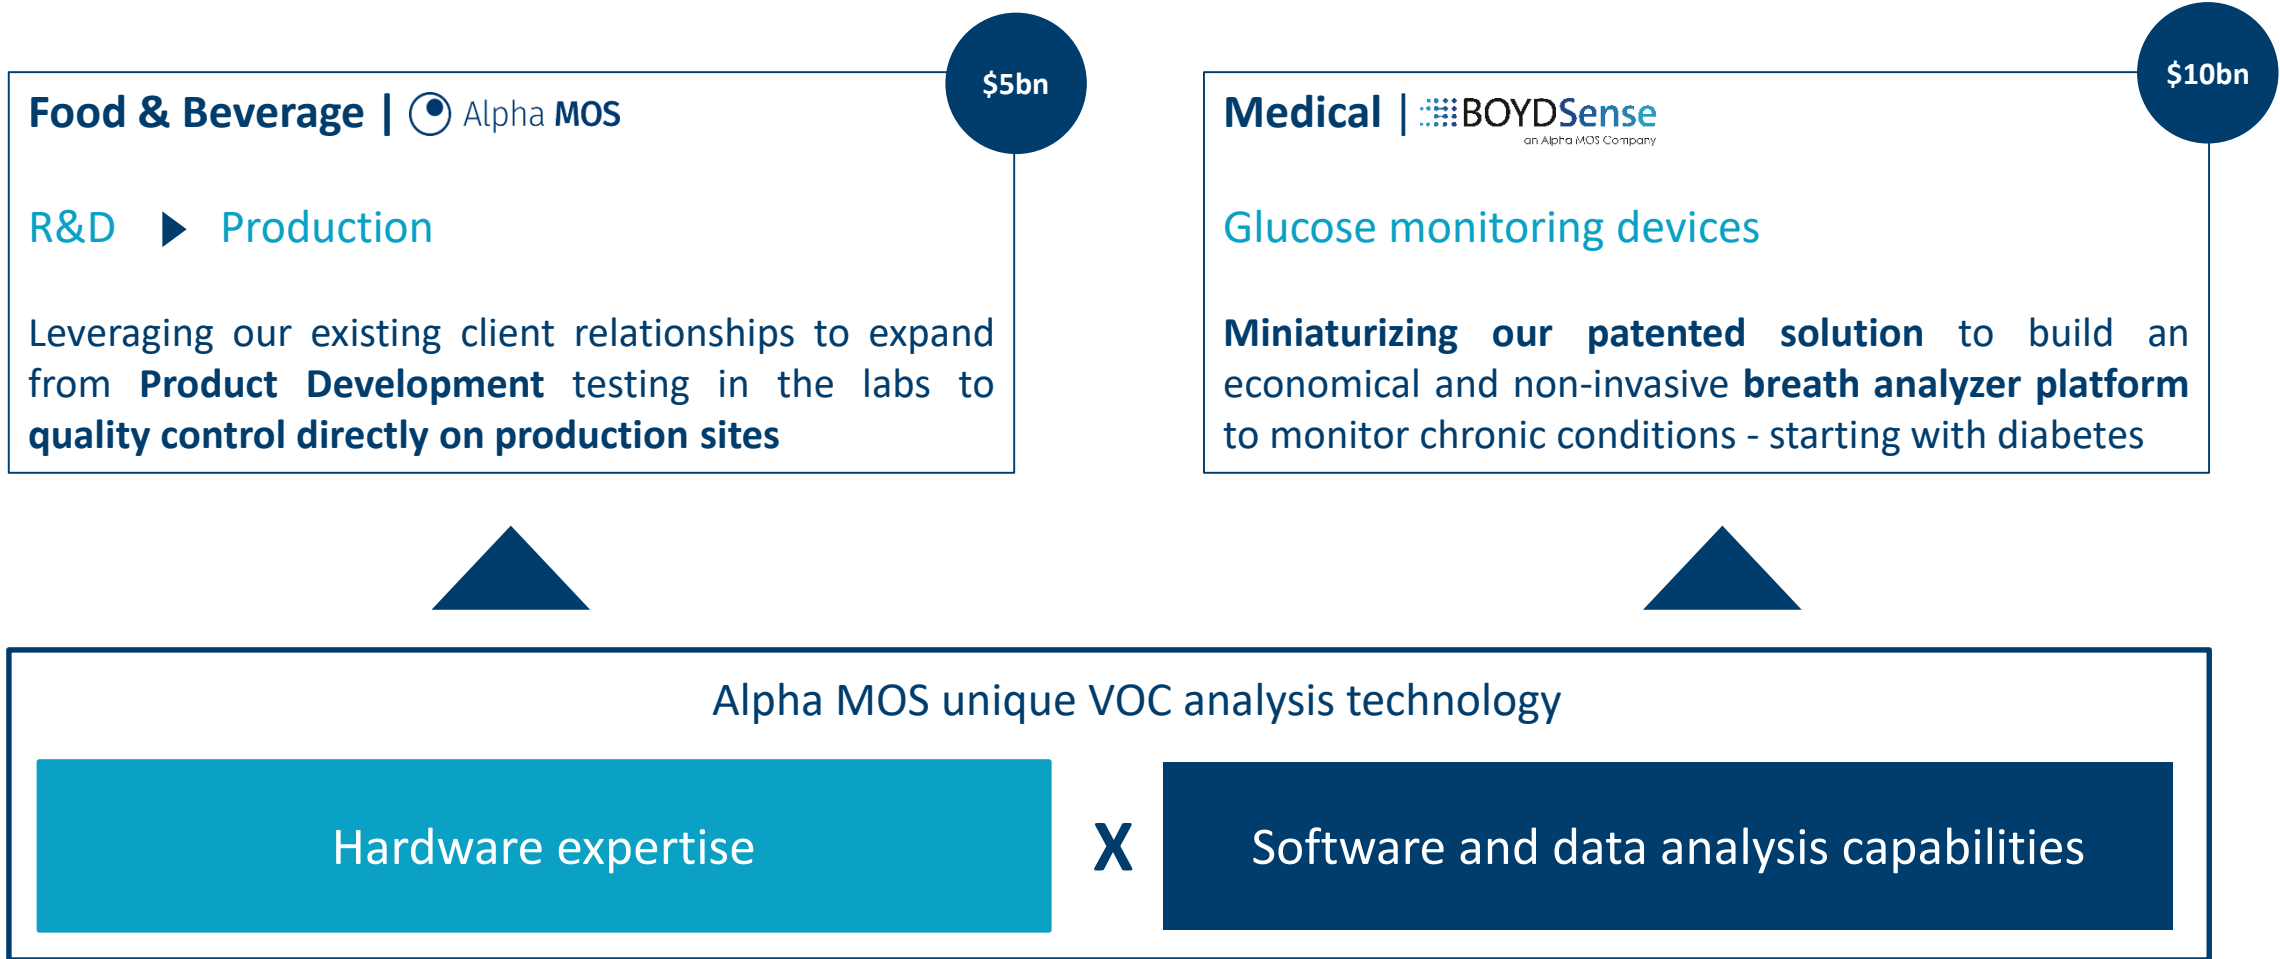 $5bn
Food & Beverage | Alpha MOS
R&D Production
Leveraging our existing client relationships to expand
from Product Development testing in the labs to
quality control directly on production sites
$10bn
Medical | BOYDSense
an Alpha MOS Company
Glucose monitoring devices
Miniaturizing our patented solution to build an
economical and non-invasive breath analyzer platform
to monitor chronic conditions - starting with diabetes
Alpha MOS unique VOC analysis technology
Hardware expertise
X
Software and data analysis capabilities